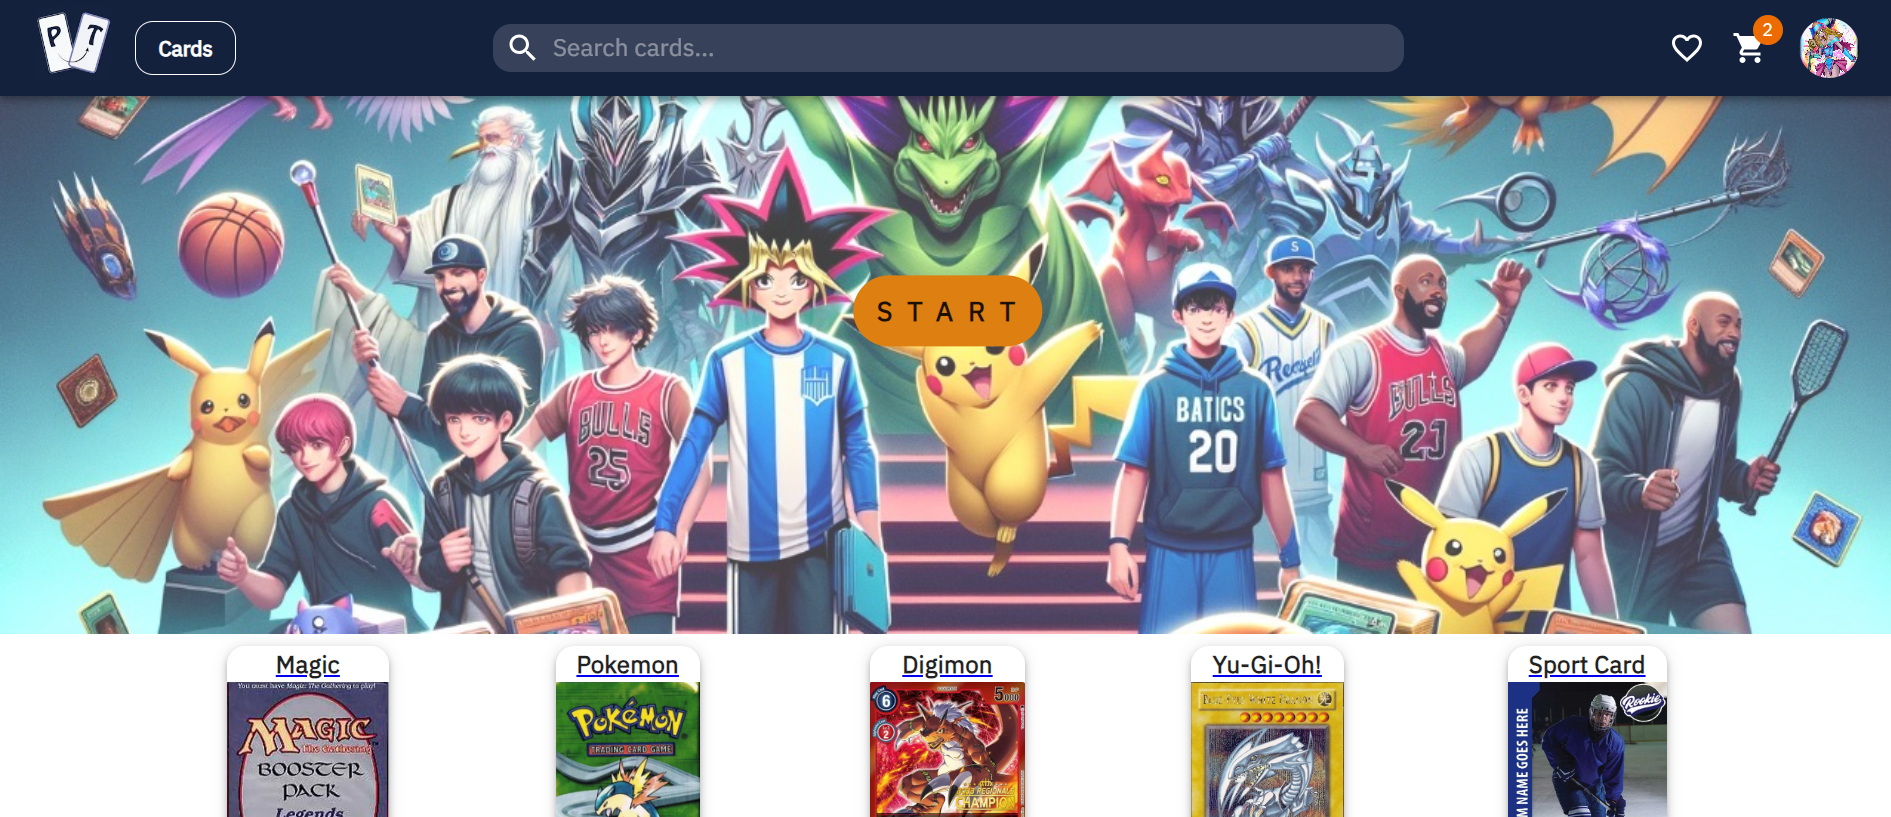 P T
Cards
Search cards...
2
START
S
BULLS
25
BATICS
20
BULLS
23
Magic
Pokemon
Digimon
Yu-Gi-Oh!
Sport Card
You must have Magic: The Gathering to play!
MAGIC
The Gathering
BOOSTER
PACK
Legends
POKéMON
TRADING CARD GAME
6
2
5000
CHAMPION
Rookie
M NAME GOES HERE